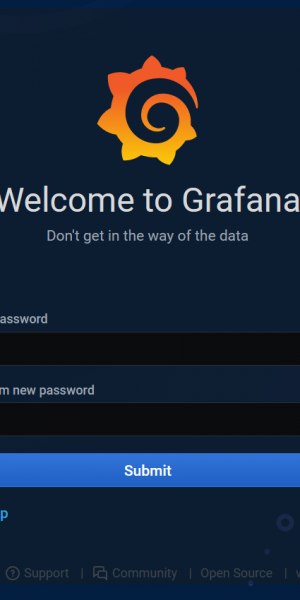 Welcome to Grafana
Don't get in the way of the data
assword
m new password
Submit
p
Support | Community | Open Source | v